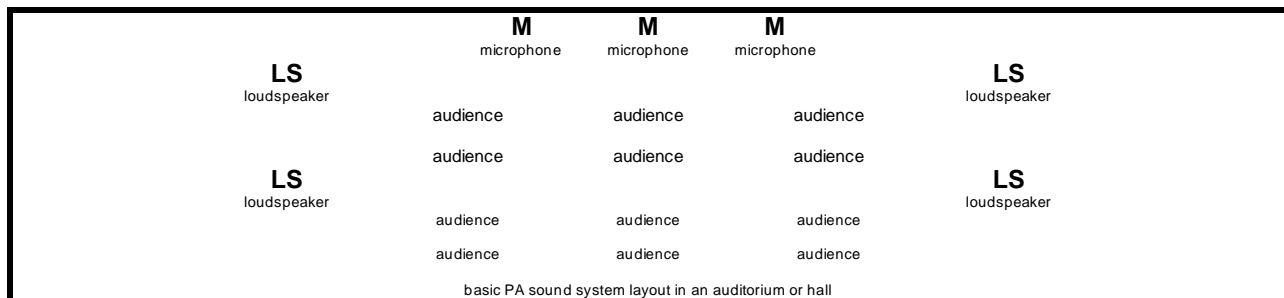 M M M
microphone microphone microphone
LS LS
loudspeaker loudspeaker
audience audience audience
audience audience audience
LS LS
loudspeaker loudspeaker
audience audience audience
audience audience audience
basic PA sound system layout in an auditorium or hall